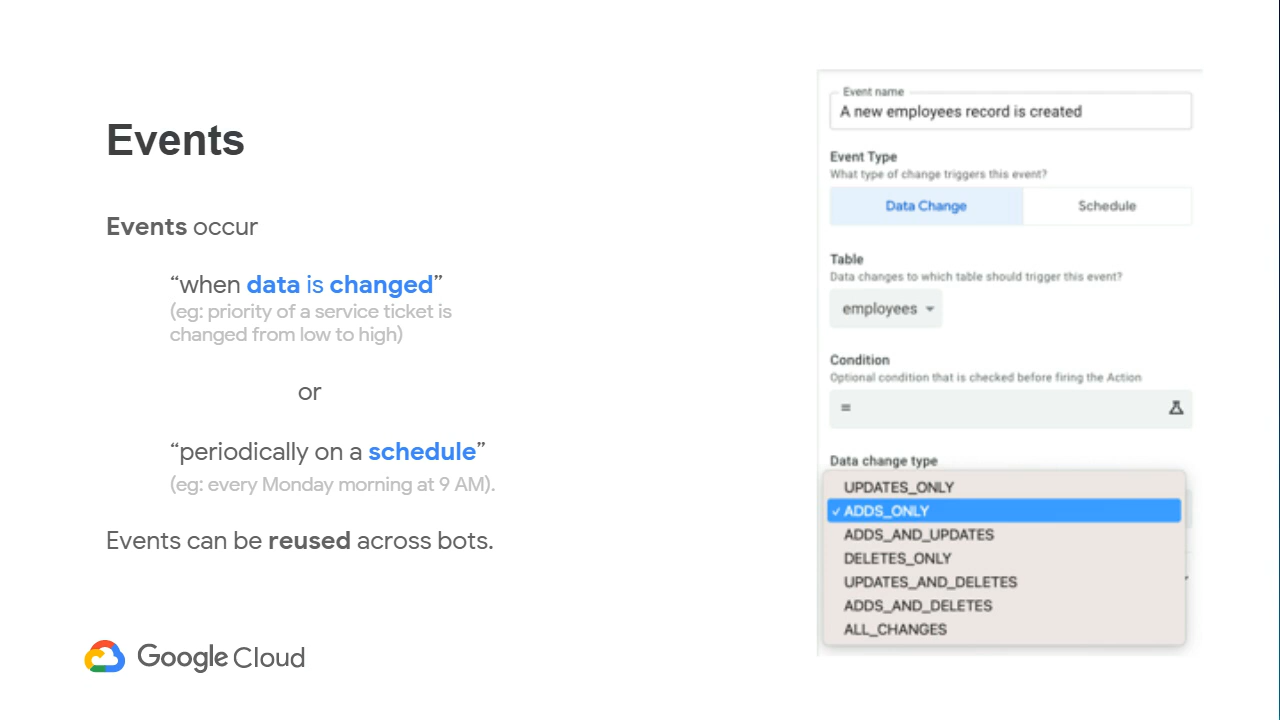 Events
Events occur
“when data is changed”
(eg: priority of a service ticket is
changed from low to high)
or
“periodically on a schedule”
(eg: every Monday morning at 9 AM).
Events can be reused across bots.
Google Cloud
Event name
A new employees record is created
Event Type
What type of change triggers this event?
Data Change Schedule
Table
Data changes to which table should trigger this event?
employees
Condition
Optional condition that is checked before firing the Action
=
Data change type
UPDATES_ONLY
✓ ADDS_ONLY
ADDS_AND_UPDATES
DELETES_ONLY
UPDATES_AND_DELETES
ADDS_AND_DELETES
ALL_CHANGES